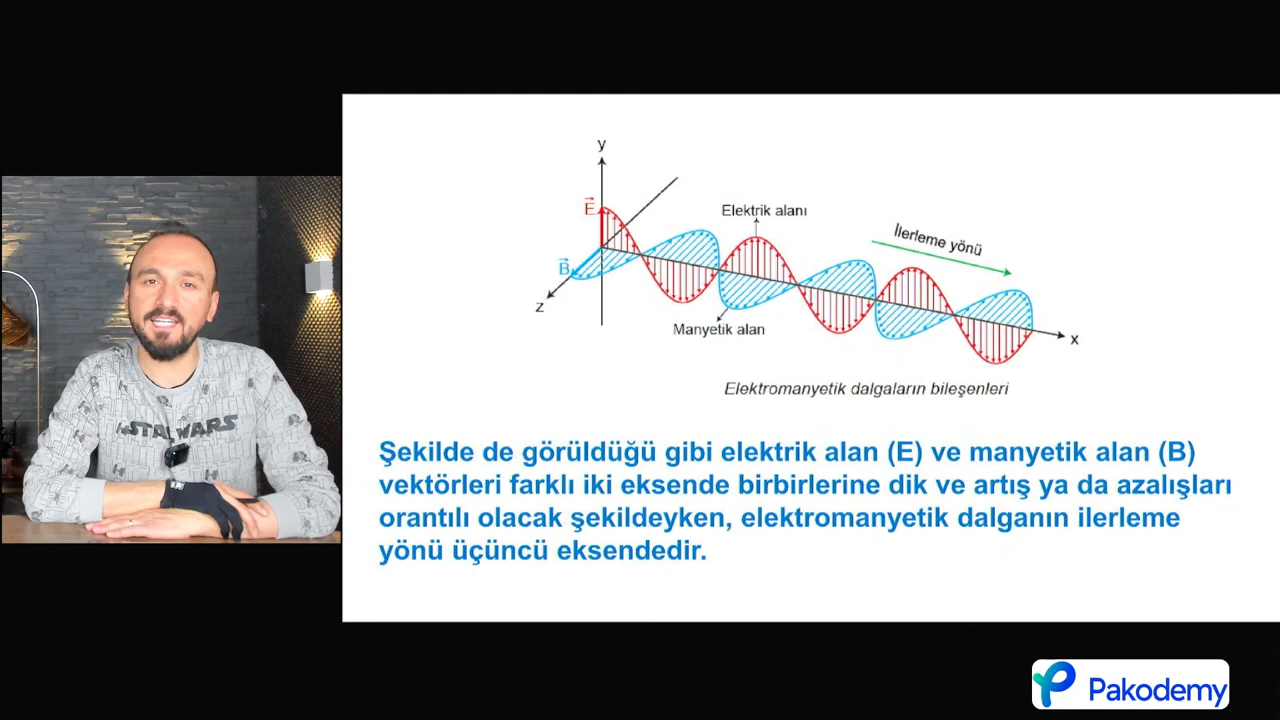 y
E
Elektrik alanı
İlerleme yönü
B
z
Manyetik alan
x
Elektromanyetik dalgaların bileşenleri
Şekilde de görüldüğü gibi elektrik alan (E) ve manyetik alan (B)
vektörleri farklı iki eksende birbirlerine dik ve artış ya da azalışları
orantılı olacak şekildeyken, elektromanyetik dalganın ilerleme
yönü üçüncü eksendedir.
STAR WARS
Pakodemy